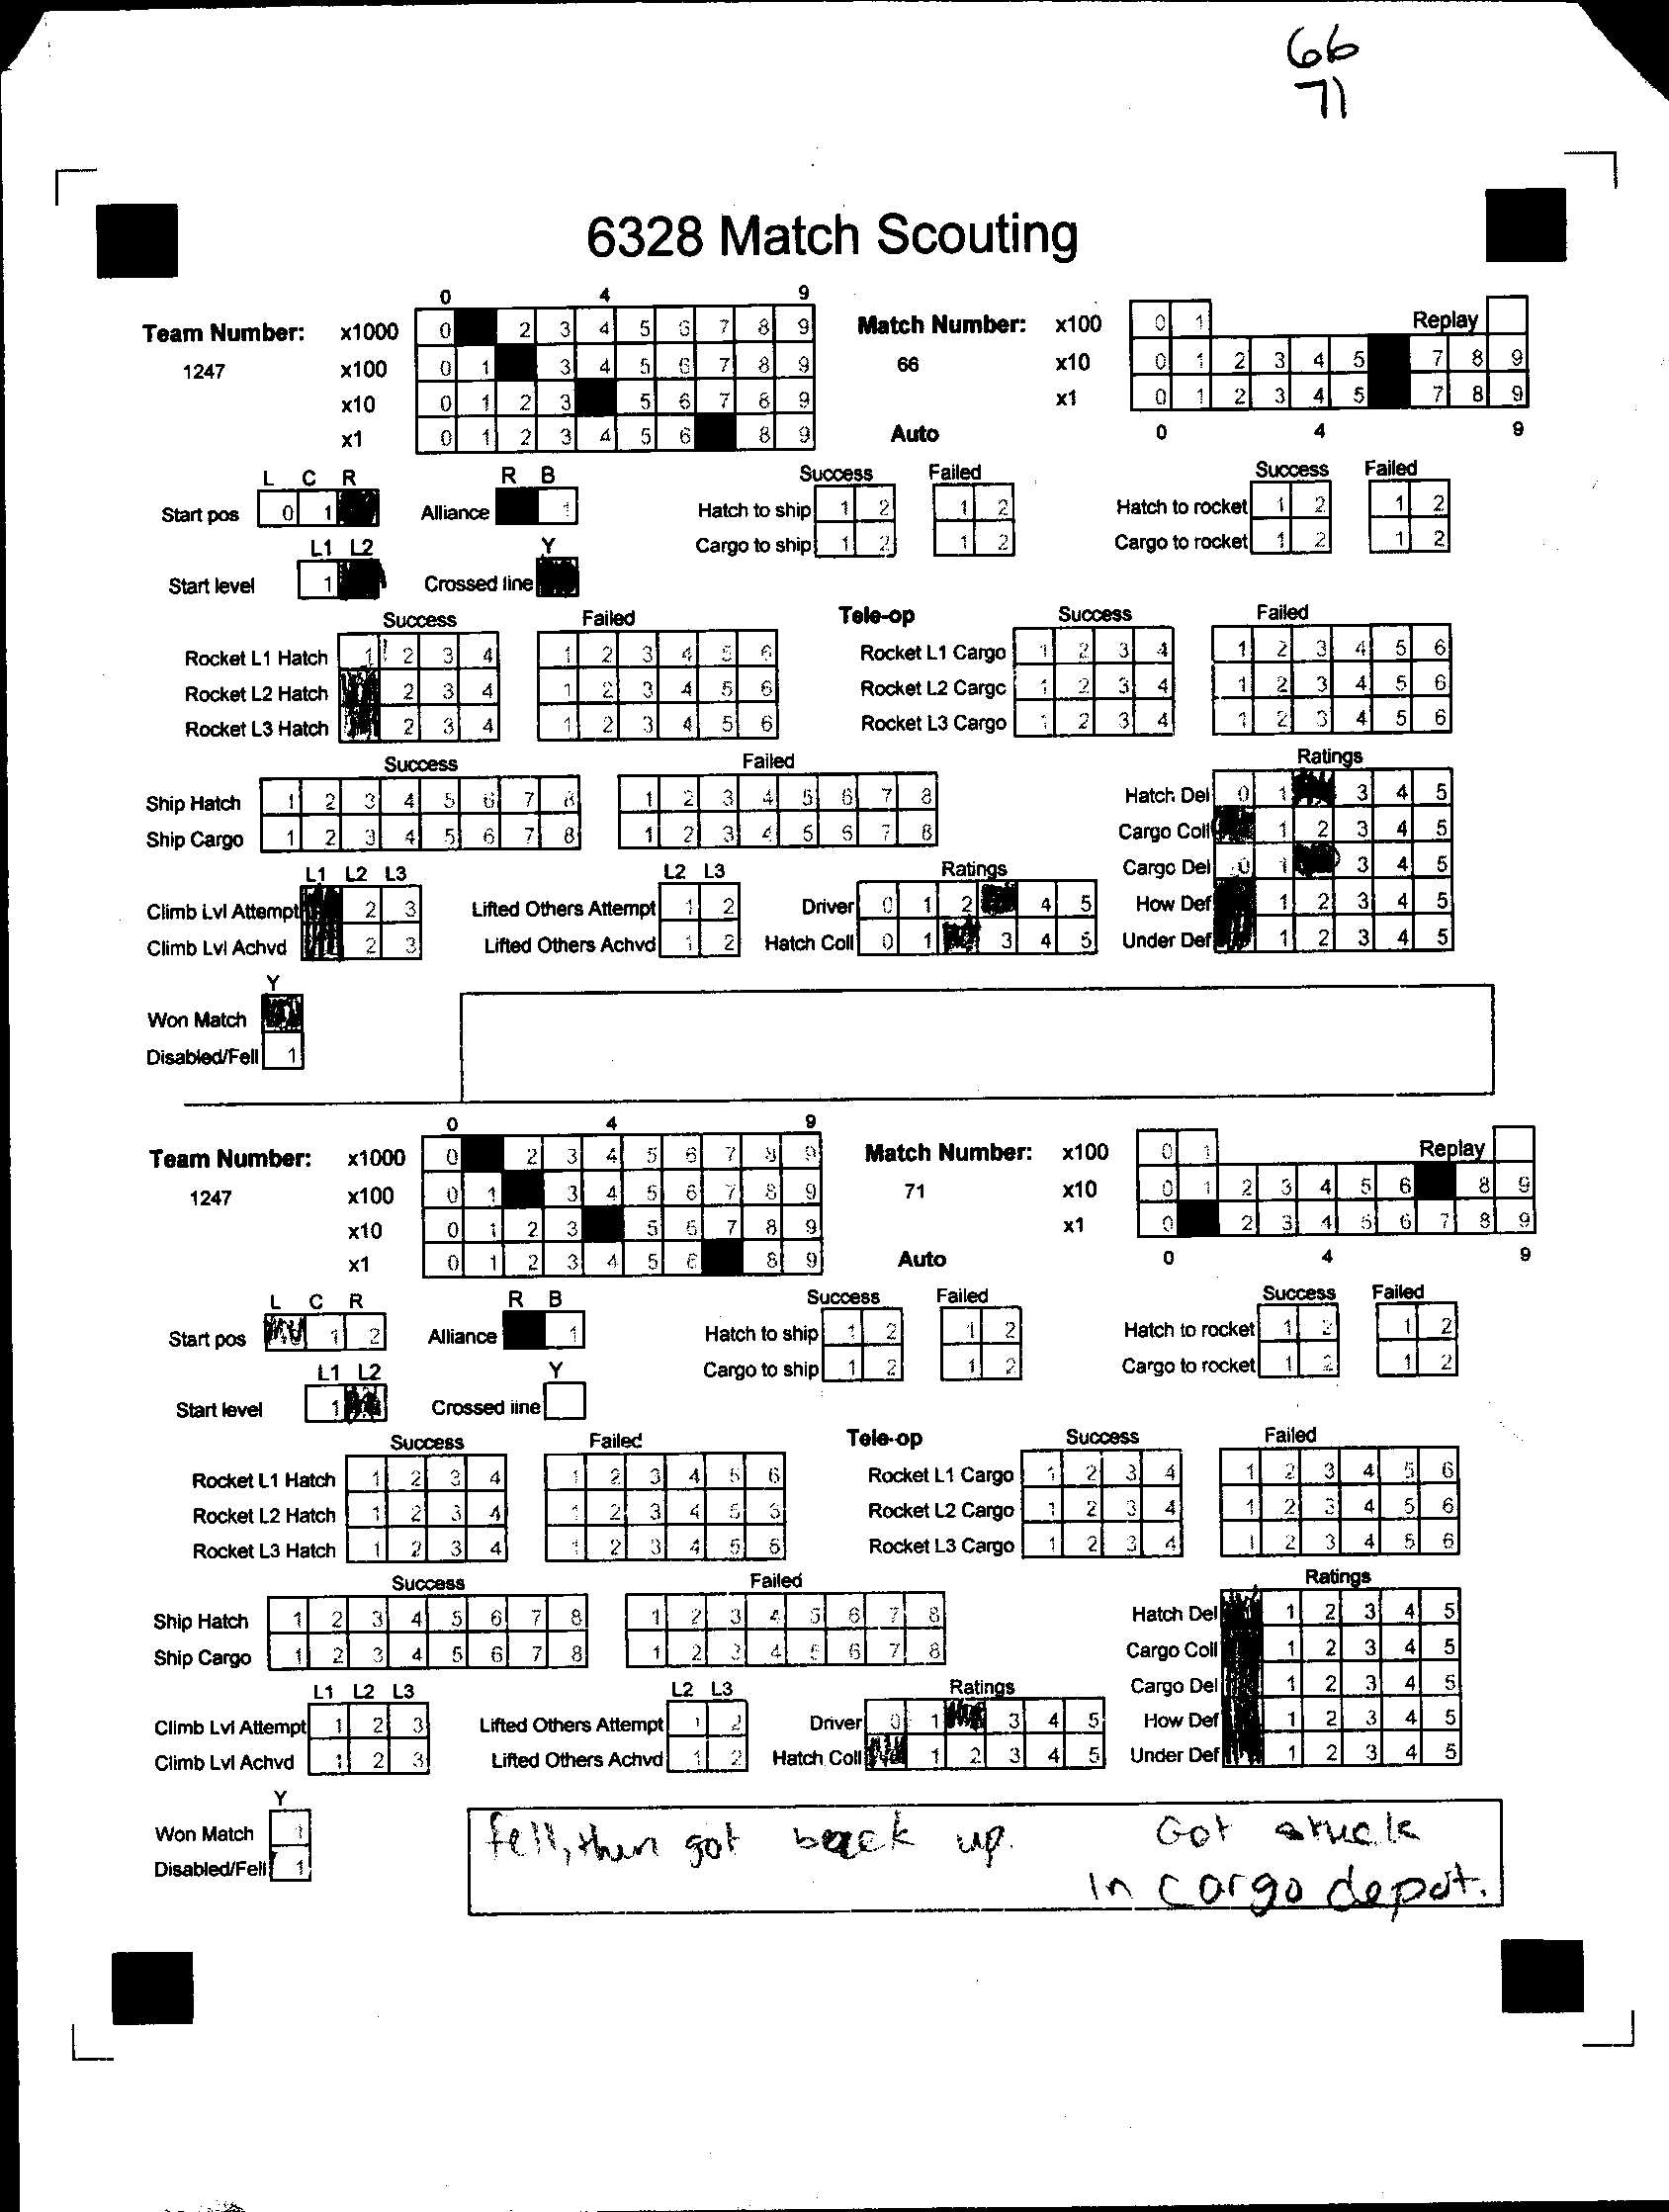 66
71
6328 Match Scouting
0 4 9
Team Number: x1000 0 2 3 4 5 6 7 8 9 Match Number: x100 0 1 Replay
1247 x100 0 1 3 4 5 6 7 8 9 66 x10 0 1 2 3 4 5 7 8 9
x10 0 1 2 3 5 6 7 8 9 x1 0 1 2 3 4 5 7 8 9
x1 0 1 2 3 4 5 6 8 9 Auto 0 4 9
L C R R B Success Failed Success Failed
Start pos 0 1 Alliance 1 Hatch to ship 1 2 1 2 Hatch to rocket 1 2 1 2
L1 L2 Y Cargo to ship 1 2 1 2 Cargo to rocket 1 2 1 2
Start level 1 Crossed line
Success Failed Tele-op Success Failed
Rocket L1 Hatch 1 2 3 4 1 2 3 4 5 6 Rocket L1 Cargo 1 2 3 4 1 2 3 4 5 6
Rocket L2 Hatch 2 3 4 1 2 3 4 5 6 Rocket L2 Cargo 1 2 3 4 1 2 3 4 5 6
Rocket L3 Hatch 2 3 4 1 2 3 4 5 6 Rocket L3 Cargo 1 2 3 4 1 2 3 4 5 6
Success Failed Ratings
Ship Hatch 1 2 3 4 5 6 7 8 1 2 3 4 5 6 7 8 Hatch Del 0 1 3 4 5
Ship Cargo 1 2 3 4 5 6 7 8 1 2 3 4 5 6 7 8 Cargo Coll 1 2 3 4 5
L1 L2 L3 L2 L3 Ratings Cargo Del 0 1 3 4 5
Climb Lvl Attempt 2 3 Lifted Others Attempt 1 2 Driver 0 1 2 4 5 How Def 1 2 3 4 5
Climb Lvl Achvd 2 3 Lifted Others Achvd 1 2 Hatch Coll 0 1 3 4 5 Under Def 1 2 3 4 5
Y
Won Match
Disabled/Fell 1
0 4 9
Team Number: x1000 0 2 3 4 5 6 7 8 9 Match Number: x100 0 1 Replay
1247 x100 0 1 3 4 5 6 7 8 9 71 x10 0 1 2 3 4 5 6 8 9
x10 0 1 2 3 5 6 7 8 9 x1 0 2 3 4 5 6 7 8 9
x1 0 1 2 3 4 5 6 8 9 Auto 0 4 9
L C R R B Success Failed Success Failed
Start pos 1 2 Alliance 1 Hatch to ship 1 2 1 2 Hatch to rocket 1 2 1 2
L1 L2 Y Cargo to ship 1 2 1 2 Cargo to rocket 1 2 1 2
Start level 1 Crossed line
Success Failed Tele-op Success Failed
Rocket L1 Hatch 1 2 3 4 1 2 3 4 5 6 Rocket L1 Cargo 1 2 3 4 1 2 3 4 5 6
Rocket L2 Hatch 1 2 3 4 1 2 3 4 5 6 Rocket L2 Cargo 1 2 3 4 1 2 3 4 5 6
Rocket L3 Hatch 1 2 3 4 1 2 3 4 5 6 Rocket L3 Cargo 1 2 3 4 1 2 3 4 5 6
Success Failed Ratings
Ship Hatch 1 2 3 4 5 6 7 8 1 2 3 4 5 6 7 8 Hatch Del 1 2 3 4 5
Ship Cargo 1 2 3 4 5 6 7 8 1 2 3 4 5 6 7 8 Cargo Coll 1 2 3 4 5
L1 L2 L3 L2 L3 Ratings Cargo Del 1 2 3 4 5
Climb Lvl Attempt 1 2 3 Lifted Others Attempt 1 2 Driver 0 1 3 4 5 How Def 1 2 3 4 5
Climb Lvl Achvd 1 2 3 Lifted Others Achvd 1 2 Hatch Coll 1 2 3 4 5 Under Def 1 2 3 4 5
Y
Won Match 1
Disabled/Fell 1
fell, then got back up. Got stuck
in cargo depot.